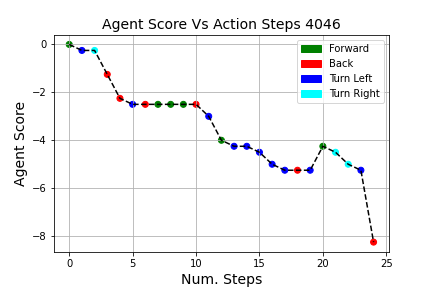 Agent Score Vs Action Steps 4046
Forward
Back
Turn Left
Turn Right
Agent Score
0
−2
−4
−6
−8
0 5 10 15 20 25
Num. Steps